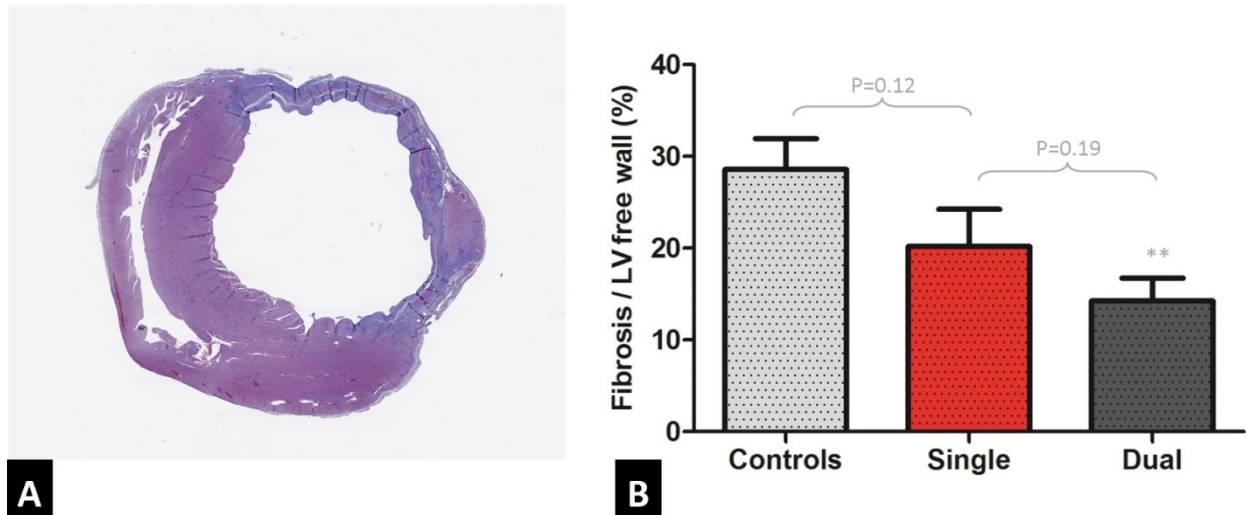 A
Fibrosis / LV free wall (%)
40
30
20
10
0
P=0.12
P=0.19
**
Controls
Single
Dual
B